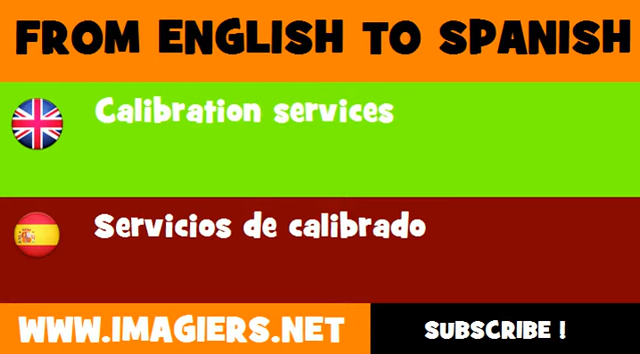 FROM ENGLISH TO SPANISH
Calibration services
Servicios de calibrado
WWW.IMAGIERS.NET
SUBSCRIBE !